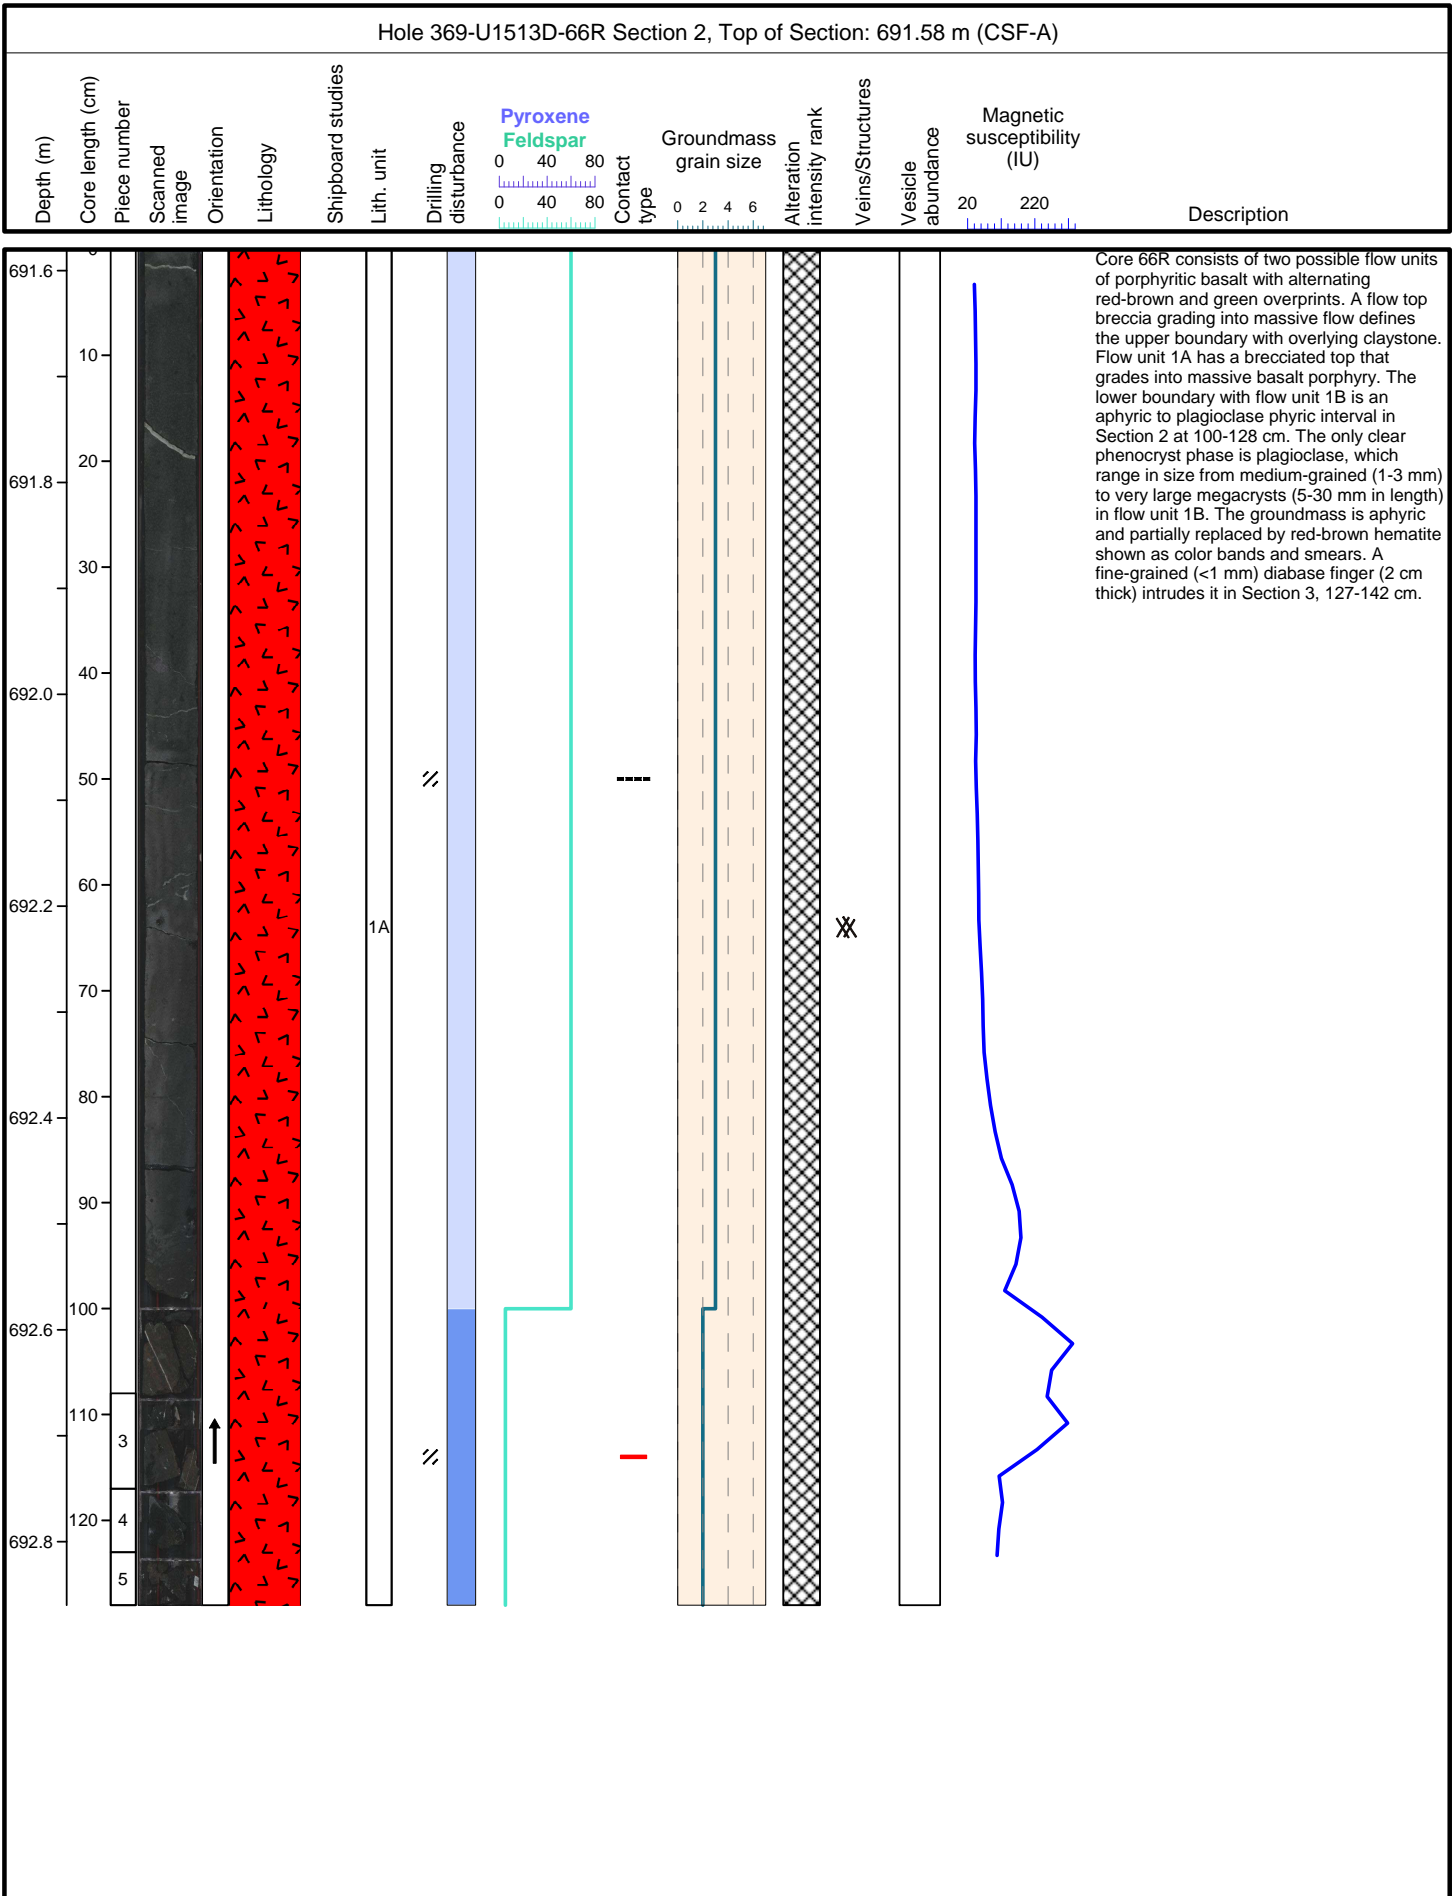 Hole 369-U1513D-66R Section 2, Top of Section: 691.58 m (CSF-A)
Depth (m)
Core length (cm)
Piece number
Scanned
image
Orientation
Lithology
Shipboard studies
Lith. unit
Drilling
disturbance
Pyroxene
Feldspar
0 40 80
0 40 80
Contact
type
Groundmass
grain size
0 2 4 6
Alteration
intensity rank
Veins/Structures
Vesicle
abundance
Magnetic
susceptibility
(IU)
20 220
Description
691.6
691.8
692.0
692.2
692.4
692.6
692.8
0
10
20
30
40
50
60
70
80
90
100
110
120
3
4
5
1A
Core 66R consists of two possible flow units
of porphyritic basalt with alternating
red-brown and green overprints. A flow top
breccia grading into massive flow defines
the upper boundary with overlying claystone.
Flow unit 1A has a brecciated top that
grades into massive basalt porphyry. The
lower boundary with flow unit 1B is an
aphyric to plagioclase phyric interval in
Section 2 at 100-128 cm. The only clear
phenocryst phase is plagioclase, which
range in size from medium-grained (1-3 mm)
to very large megacrysts (5-30 mm in length)
in flow unit 1B. The groundmass is aphyric
and partially replaced by red-brown hematite
shown as color bands and smears. A
fine-grained (<1 mm) diabase finger (2 cm
thick) intrudes it in Section 3, 127-142 cm.